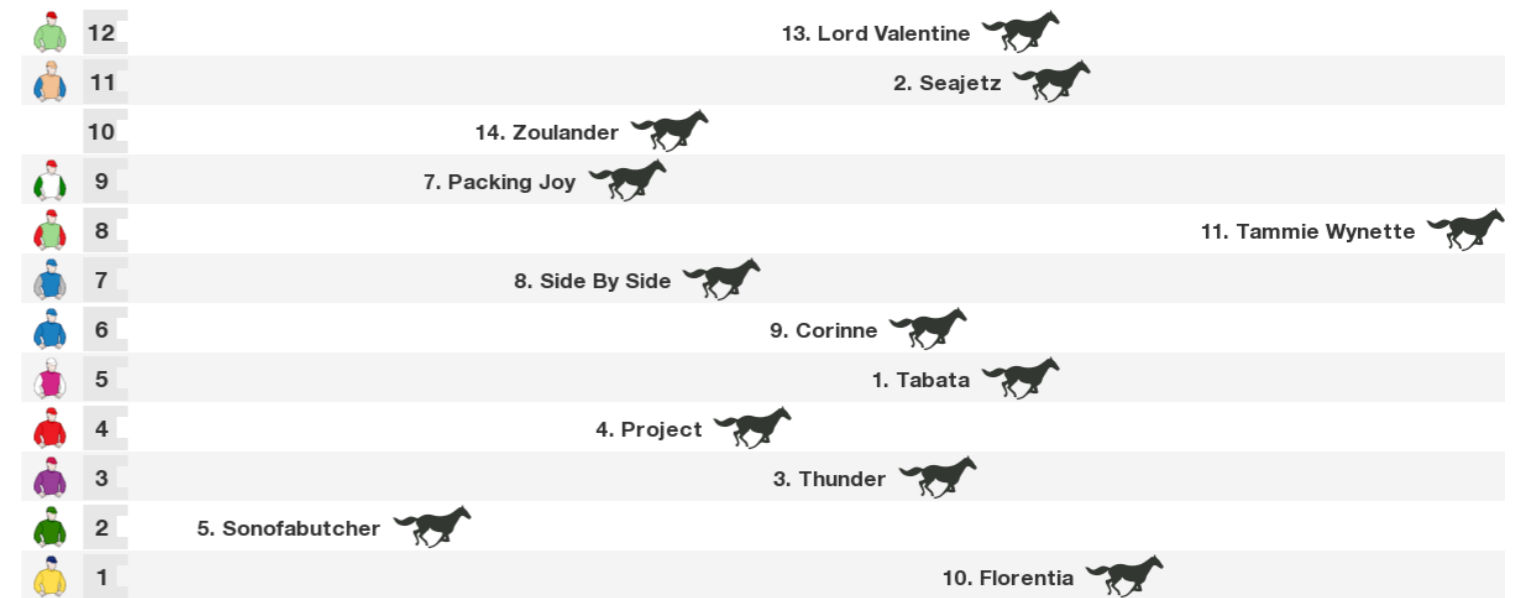 12 13. Lord Valentine
11 2. Seajetz
10 14. Zoulander
9 7. Packing Joy
8 11. Tammie Wynette
7 8. Side By Side
6 9. Corinne
5 1. Tabata
4 4. Project
3 3. Thunder
2 5. Sonofabutcher
1 10. Florentia